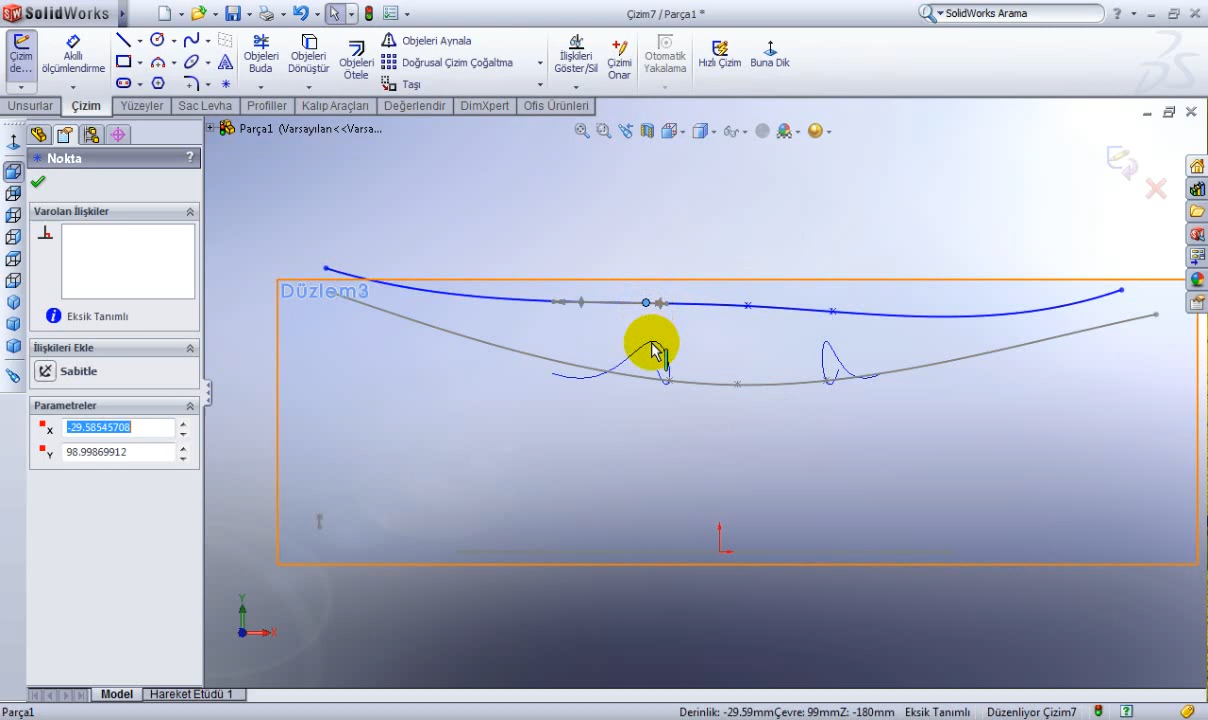 SolidWorks
Çizim7 / Parça1 *
SolidWorks Arama
?
Çizim
de...
Akıllı
ölçümlendirme
Objeleri
Buda
Objeleri
Dönüştür
Objeleri
Ötele
Objeleri Aynala
Doğrusal Çizim Çoğaltma
Taşı
İlişkileri
Göster/Sil
Çizimi
Onar
Otomatik
Yakalama
Hızlı Çizim
Buna Dik
Unsurlar
Çizim
Yüzeyler
Sac Levha
Profiller
Kalıp Araçları
Değerlendir
DimXpert
Ofis Ürünleri
Parça1 (Varsayılan<<Varsa...
Nokta
?
Varolan İlişkiler
Eksik Tanımlı
İlişkileri Ekle
Sabitle
Parametreler
X
-29.58545708
Y
98.99869912
Düzlem3
Y
X
Model
Hareket Etüdü 1
Parça1
Derinlik: -29.59mmÇevre: 99mmZ: -180mm
Eksik Tanımlı
Düzenliyor Çizim7
?